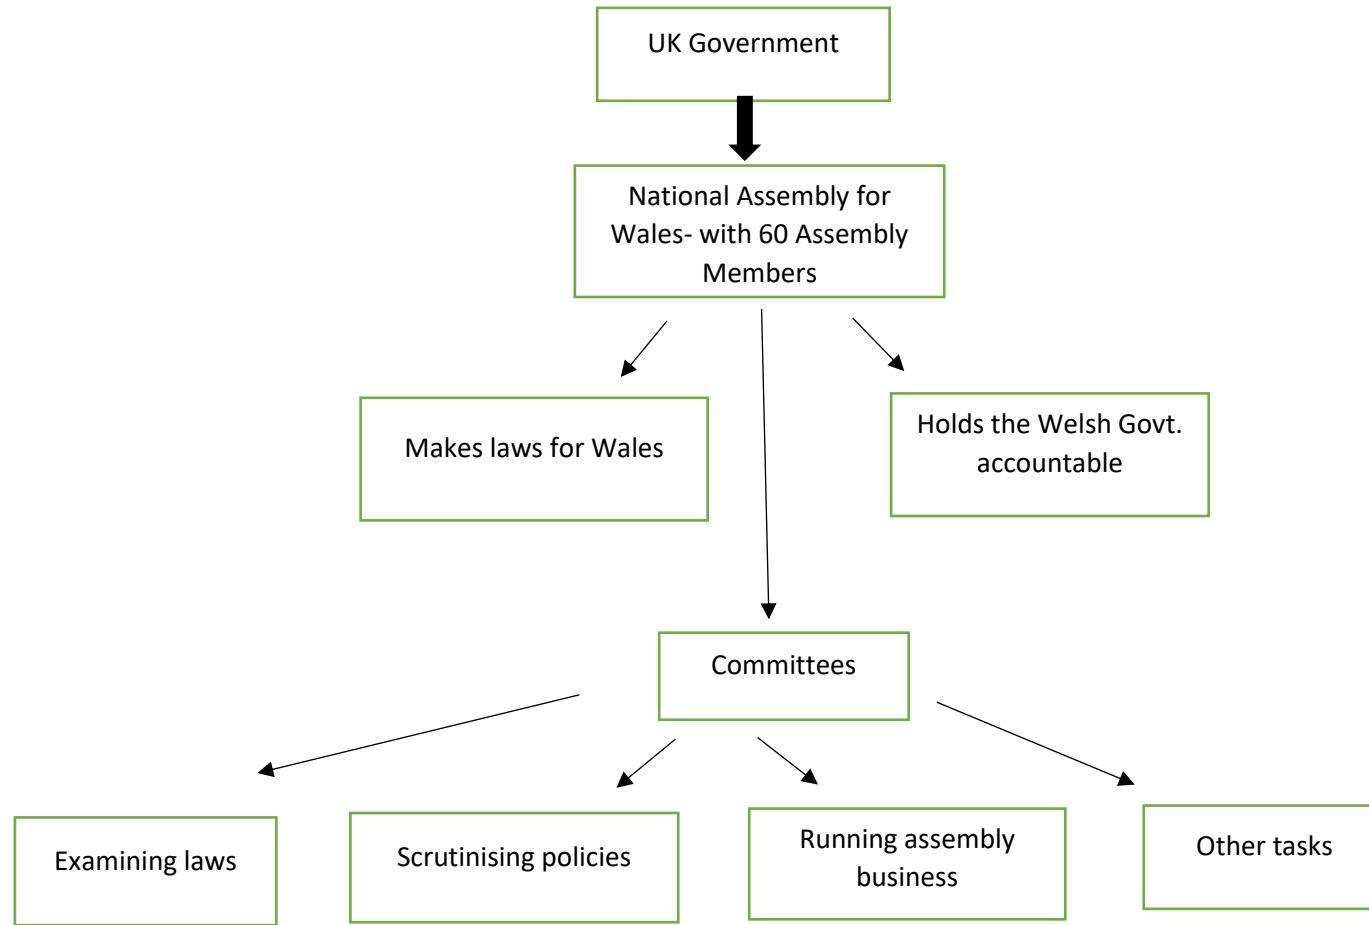 UK Government
National Assembly for
Wales- with 60 Assembly
Members
Makes laws for Wales
Holds the Welsh Govt.
accountable
Committees
Examining laws
Scrutinising policies
Running assembly
business
Other tasks